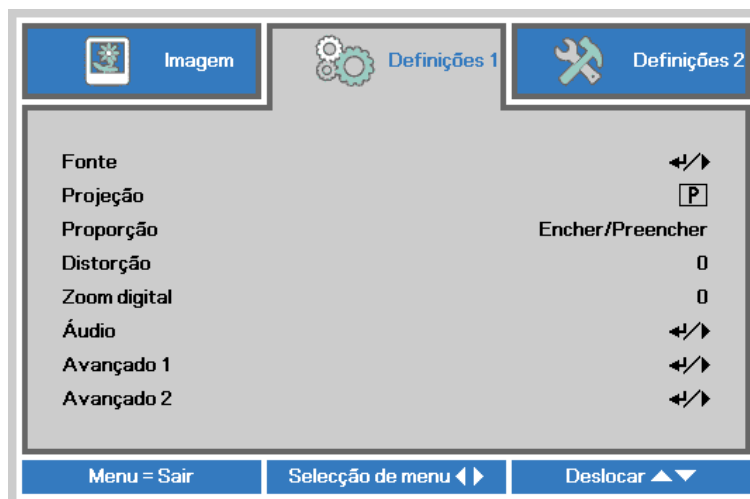 Imagem Definições 1 Definições 2
Fonte ↵/▶
Projeção P
Proporção Encher/Preencher
Distorção 0
Zoom digital 0
Áudio ↵/▶
Avançado 1 ↵/▶
Avançado 2 ↵/▶
Menu = Sair Selecção de menu ◀▶ Deslocar ▲▼